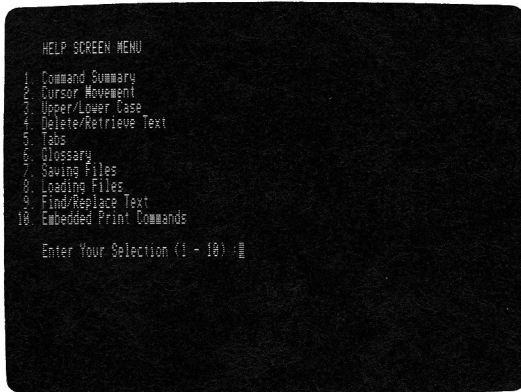 HELP SCREEN MENU
1. Command Summary
2. Cursor Movement
3. Upper/Lower Case
4. Delete/Retrieve Text
5. Tabs
6. Glossary
7. Saving Files
8. Loading Files
9. Find/Replace Text
10. Embedded Print Commands
Enter Your Selection (1 - 10) :